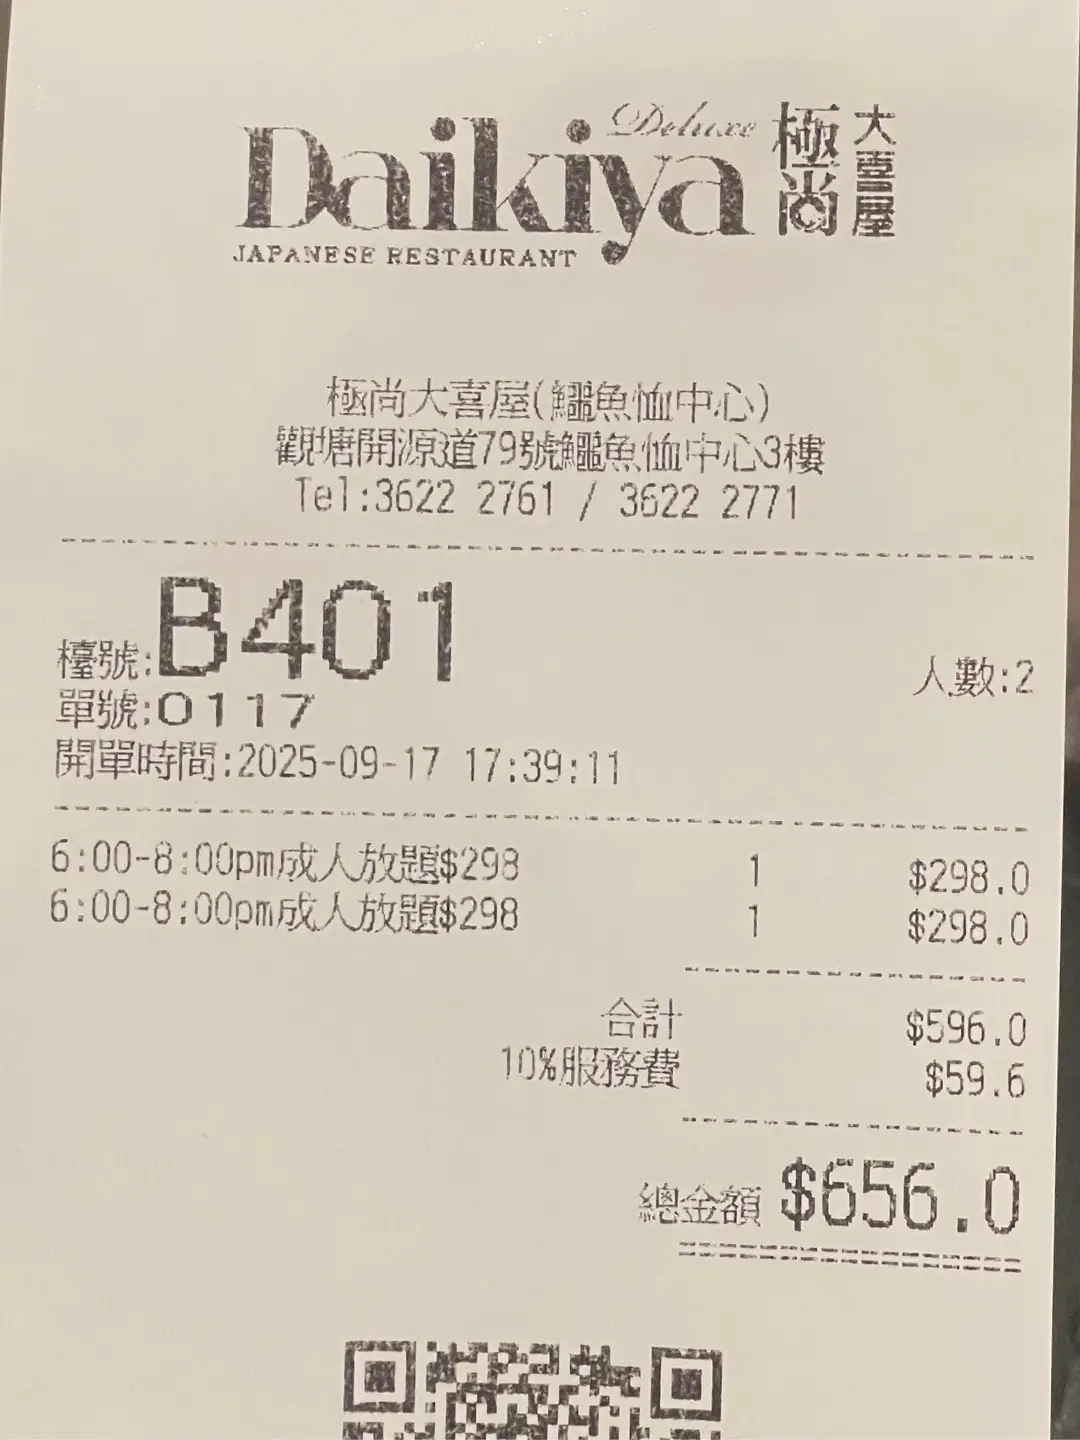 Daikiya Deluxe 極尚 大喜屋
JAPANESE RESTAURANT
極尚大喜屋(鱷魚恤中心)
觀塘開源道79號鱷魚恤中心3樓
Tel:3622 2761 / 3622 2771
檯號:B401 人數:2
單號:0117
開單時間:2025-09-17 17:39:11
6:00-8:00pm成人放題$298 1 $298.0
6:00-8:00pm成人放題$298 1 $298.0
合計 $596.0
10%服務費 $59.6
總金額 $656.0